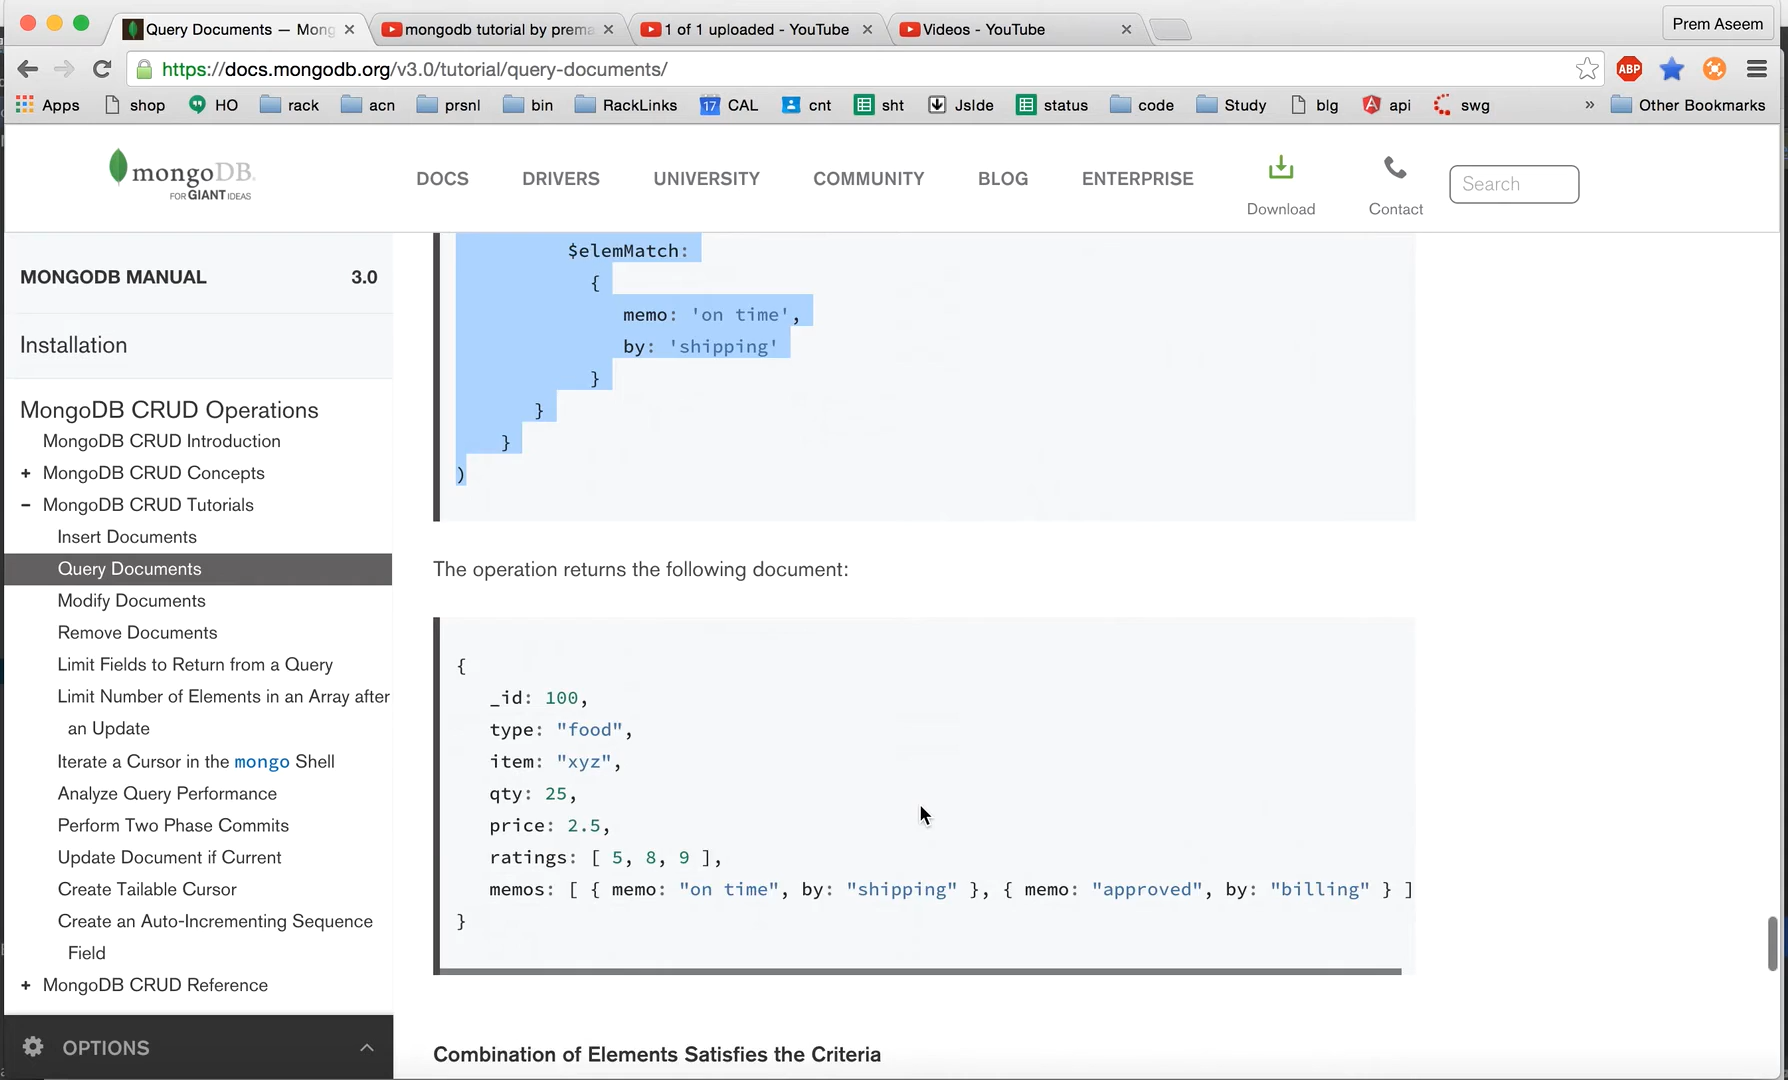 Query Documents — Mong
mongodb tutorial by prema
1 of 1 uploaded - YouTube
Videos - YouTube
Prem Aseem
https://docs.mongodb.org/v3.0/tutorial/query-documents/
ABP
Apps
shop
HO
rack
acn
prsnl
bin
RackLinks
17
CAL
cnt
sht
JsIde
status
code
Study
blg
api
swg
»
Other Bookmarks
mongoDB.
FOR GIANT IDEAS
DOCS
DRIVERS
UNIVERSITY
COMMUNITY
BLOG
ENTERPRISE
Download
Contact
Search
MONGODB MANUAL 3.0
Installation
MongoDB CRUD Operations
MongoDB CRUD Introduction
+ MongoDB CRUD Concepts
− MongoDB CRUD Tutorials
Insert Documents
Query Documents
Modify Documents
Remove Documents
Limit Fields to Return from a Query
Limit Number of Elements in an Array after
an Update
Iterate a Cursor in the mongo Shell
Analyze Query Performance
Perform Two Phase Commits
Update Document if Current
Create Tailable Cursor
Create an Auto-Incrementing Sequence
Field
+ MongoDB CRUD Reference
OPTIONS
$elemMatch:
{
memo: 'on time',
by: 'shipping'
}
}
}
)
The operation returns the following document:
{
_id: 100,
type: "food",
item: "xyz",
qty: 25,
price: 2.5,
ratings: [ 5, 8, 9 ],
memos: [ { memo: "on time", by: "shipping" }, { memo: "approved", by: "billing" } ]
}
Combination of Elements Satisfies the Criteria